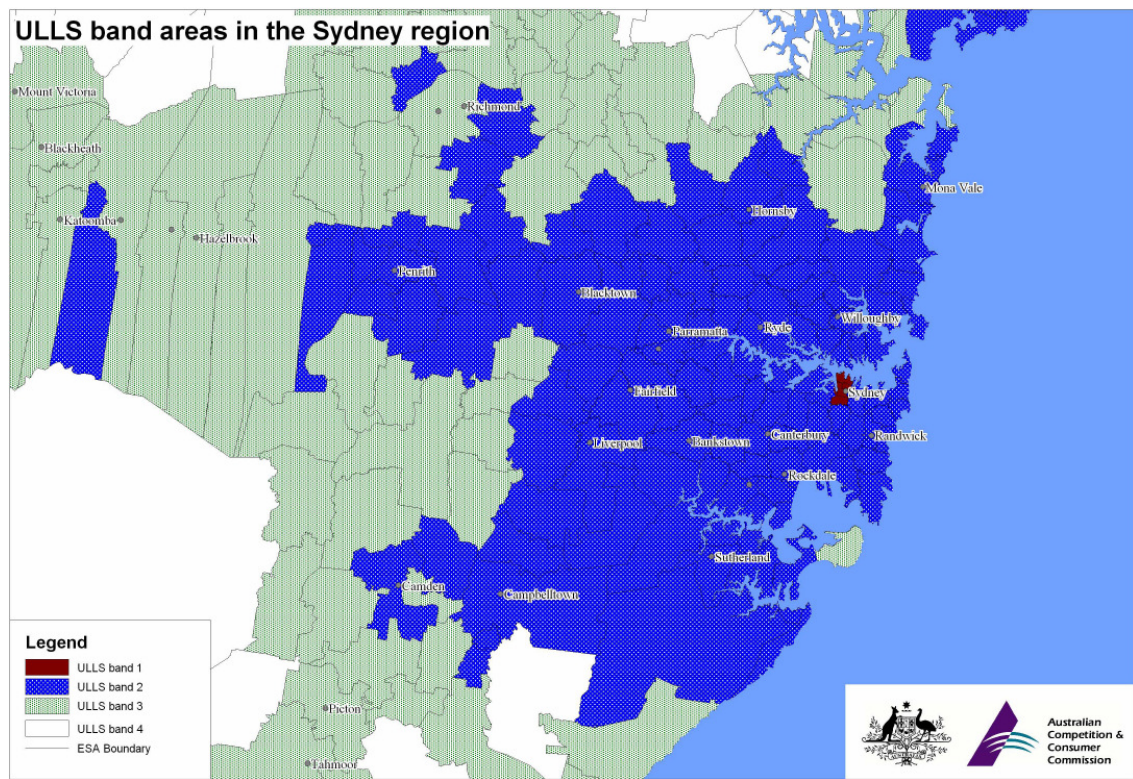 ULLS band areas in the Sydney region
Mount Victoria
Richmond
Blackheath
Mona Vale
Katoomba
Hornsby
Hazelbrook
Penrith
Blacktown
Willoughby
Parramatta
Ryde
Fairfield
Sydney
Liverpool
Bankstown
Canterbury
Randwick
Rockdale
Sutherland
Camden
Campbelltown
Legend
ULLS band 1
ULLS band 2
ULLS band 3
ULLS band 4
ESA Boundary
Picton
Tahmoor
Australian
Competition &
Consumer
Commission